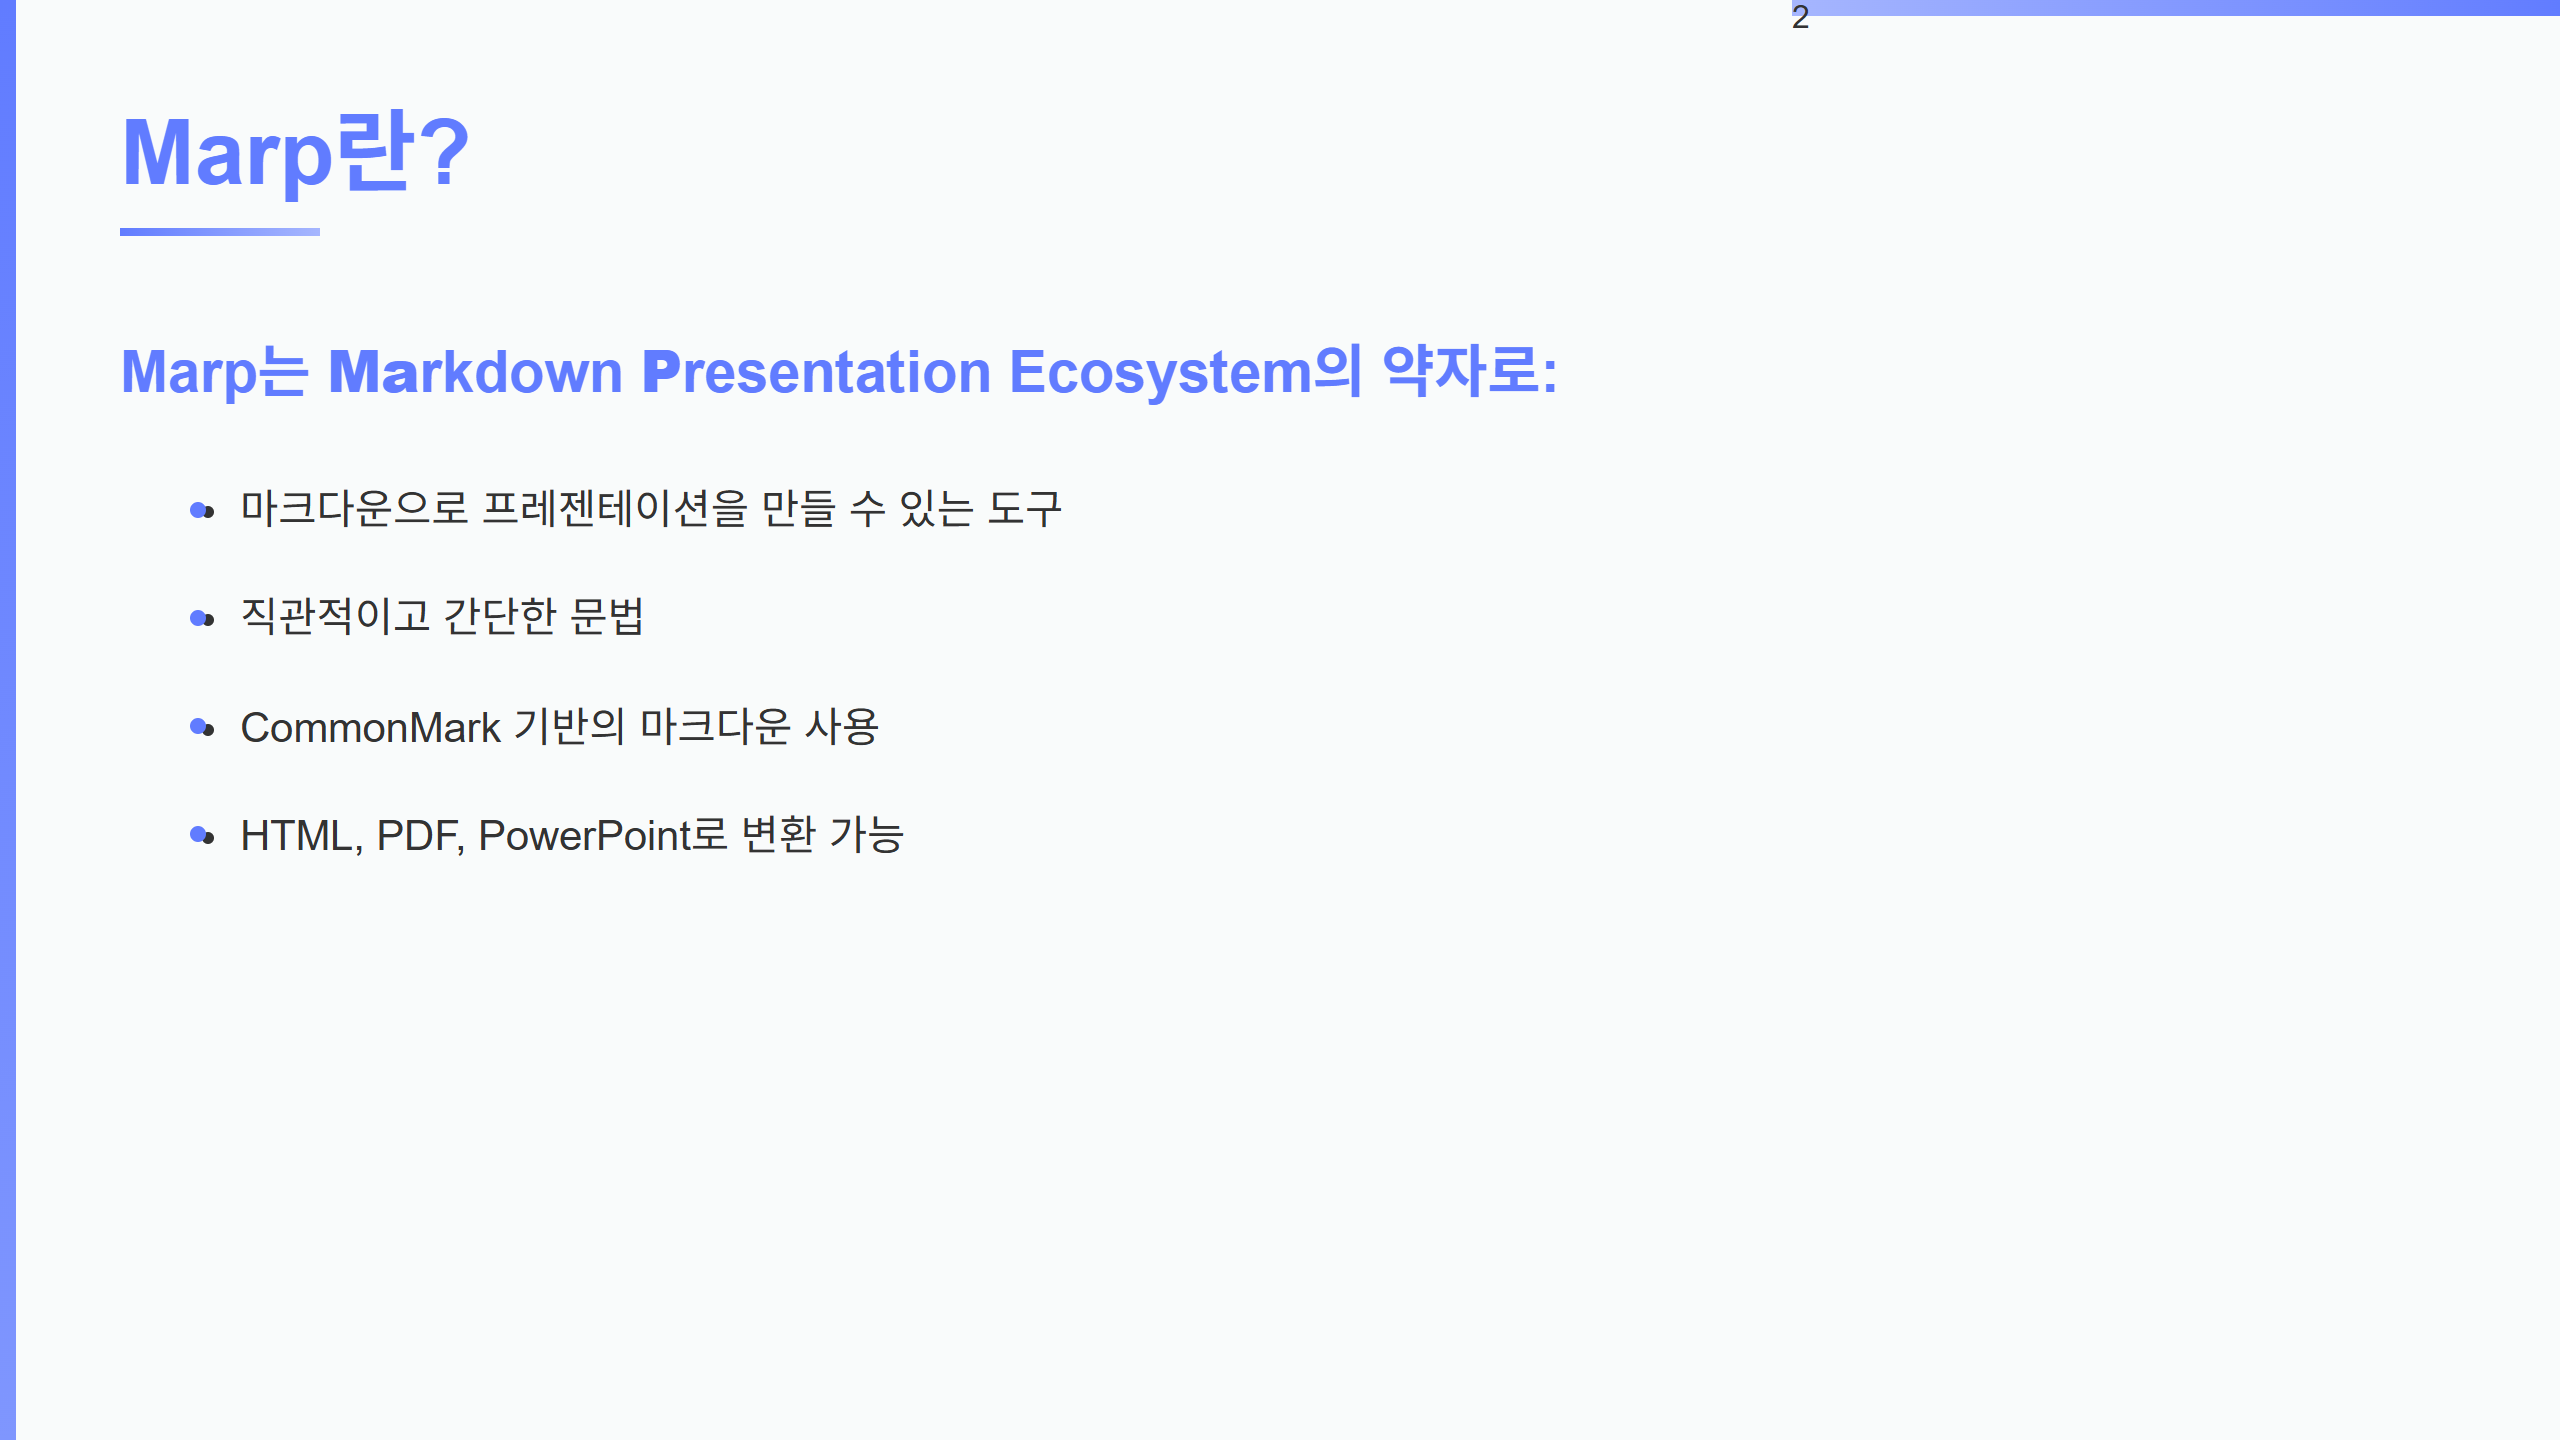 2
Marp란?
Marp는 Markdown Presentation Ecosystem의 약자로:
마크다운으로 프레젠테이션을 만들 수 있는 도구
직관적이고 간단한 문법
CommonMark 기반의 마크다운 사용
HTML, PDF, PowerPoint로 변환 가능